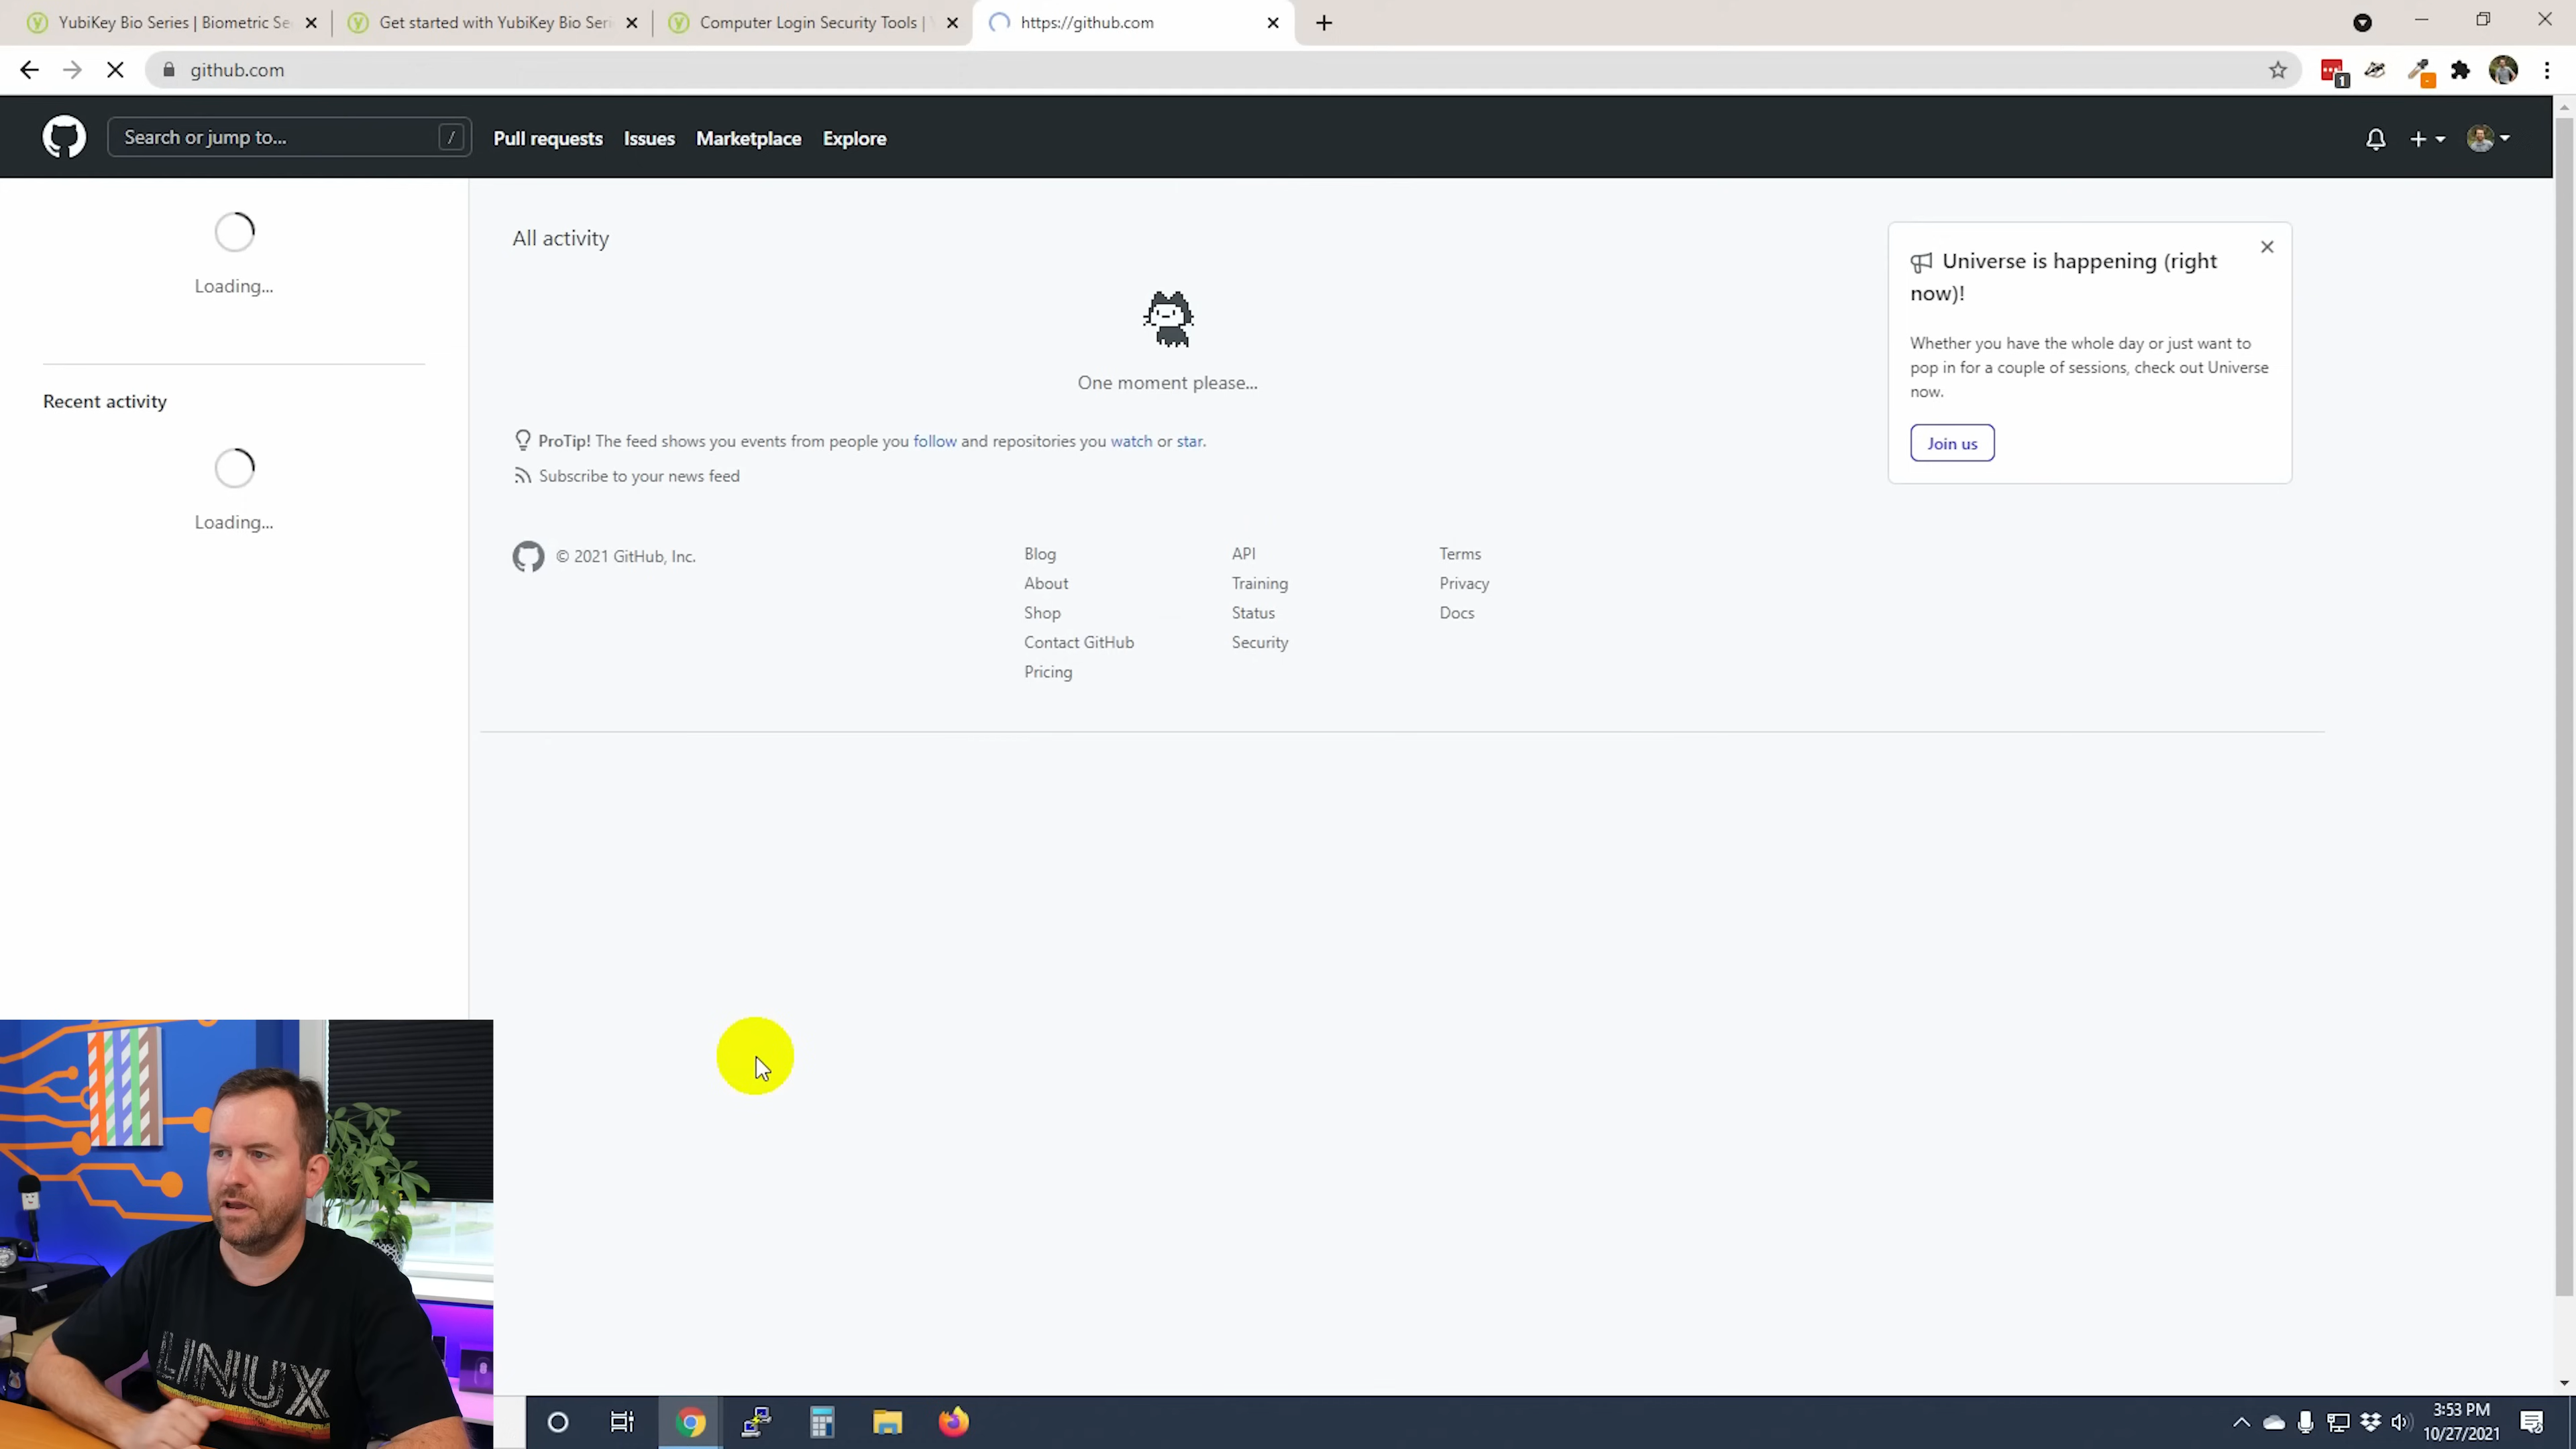 YubiKey Bio Series | Biometric Se
Get started with YubiKey Bio Seri
Computer Login Security Tools |
https://github.com
github.com
1
Search or jump to...
/
Pull requests
Issues
Marketplace
Explore
Loading...
Recent activity
Loading...
All activity
One moment please...
ProTip! The feed shows you events from people you follow and repositories you watch or star.
Subscribe to your news feed
Universe is happening (right
now)!
Whether you have the whole day or just want to
pop in for a couple of sessions, check out Universe
now.
Join us
© 2021 GitHub, Inc.
Blog
About
Shop
Contact GitHub
Pricing
API
Training
Status
Security
Terms
Privacy
Docs
LINUX
3:53 PM
10/27/2021